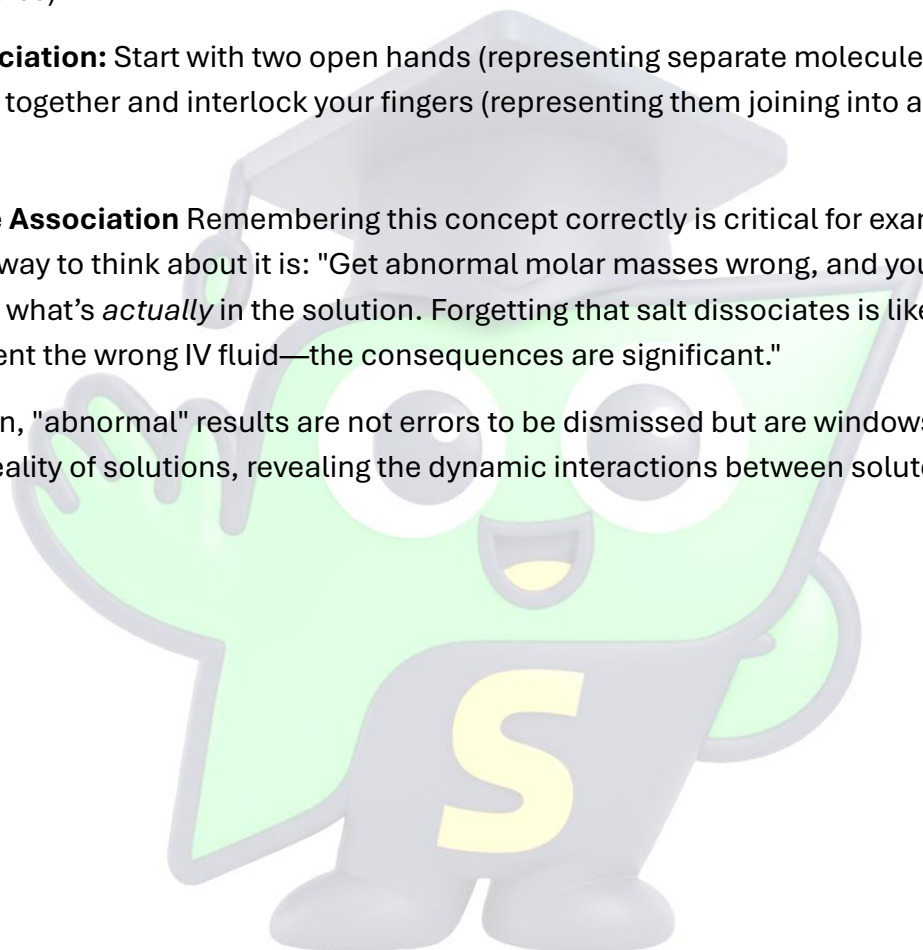 ciation: Start with two open hands (representing separate molecule
together and interlock your fingers (representing them joining into a
e Association Remembering this concept correctly is critical for exa
way to think about it is: "Get abnormal molar masses wrong, and you
what's actually in the solution. Forgetting that salt dissociates is like
ent the wrong IV fluid—the consequences are significant."
n, "abnormal" results are not errors to be dismissed but are windows
eality of solutions, revealing the dynamic interactions between solut
S